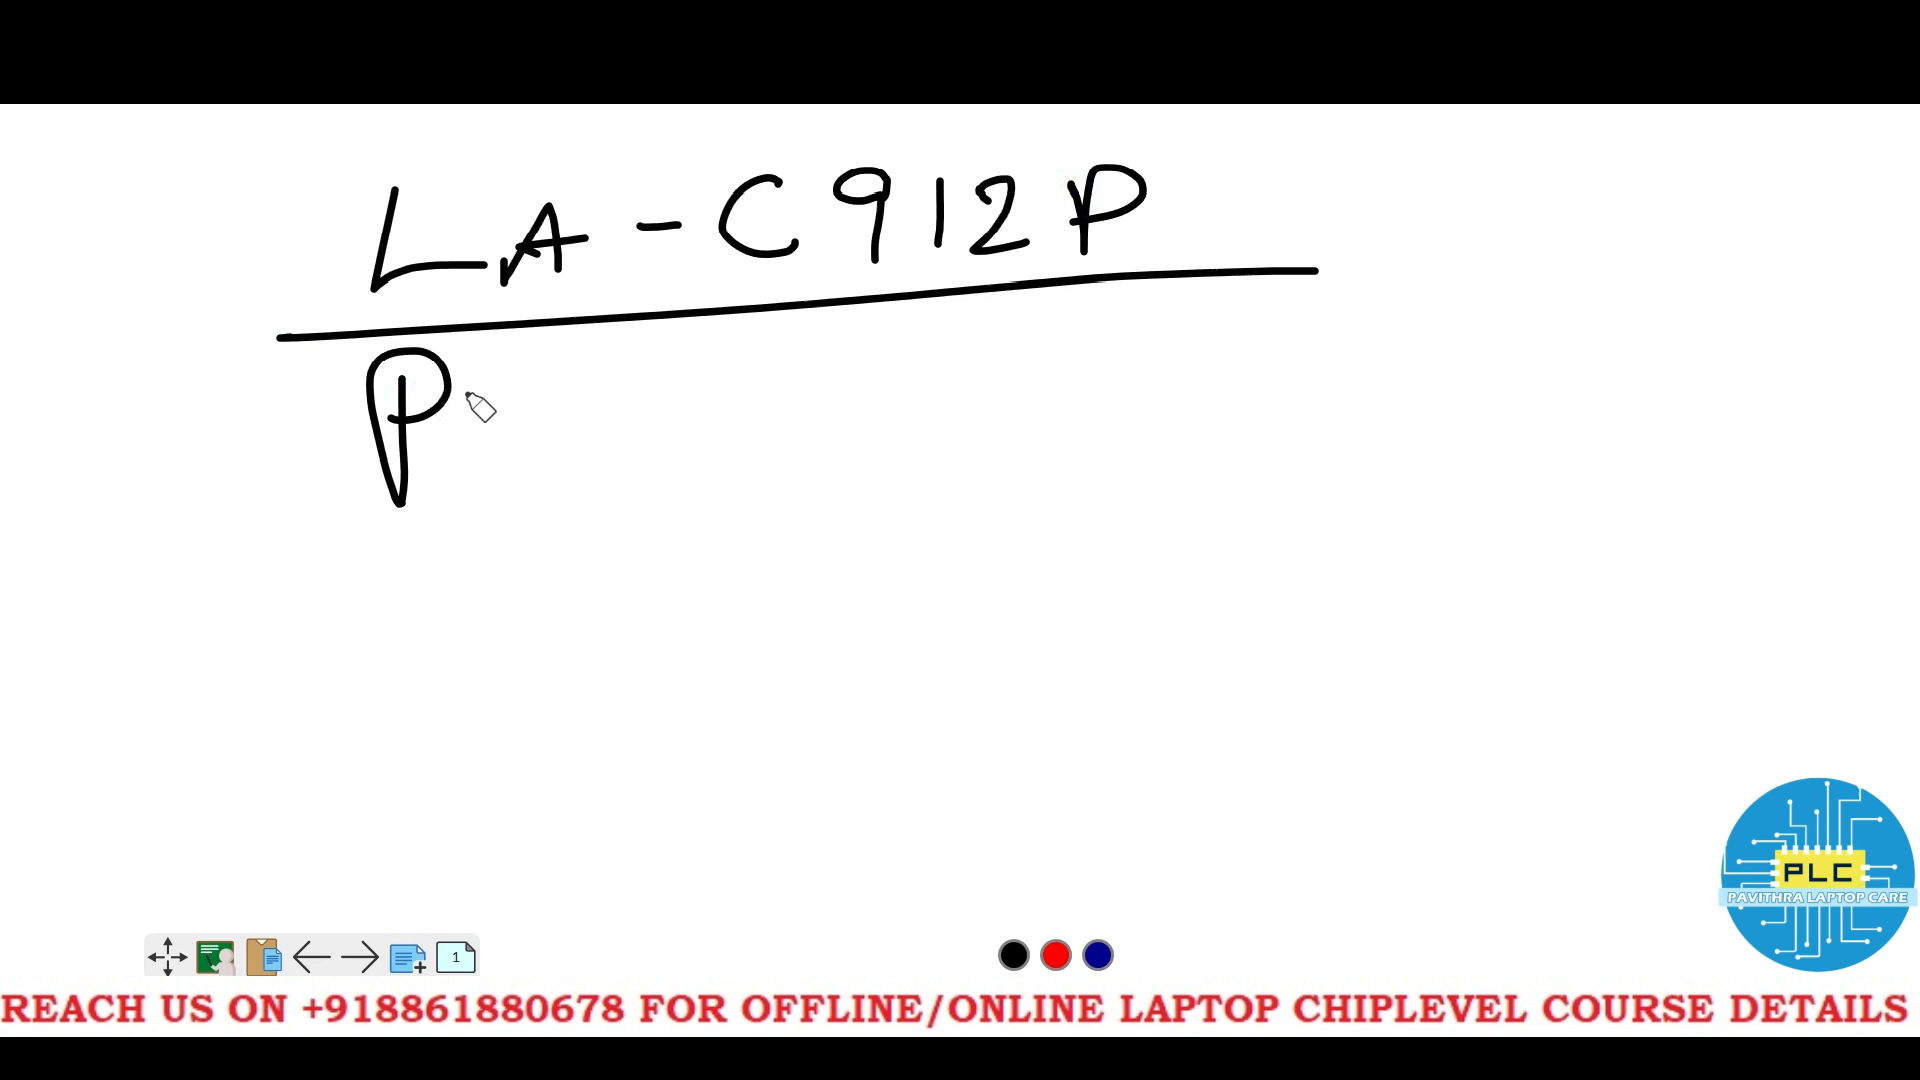 LA-C912P
P
PLC
PAVITHRA LAPTOP CARE
1
REACH US ON +918861880678 FOR OFFLINE/ONLINE LAPTOP CHIPLEVEL COURSE DETAILS